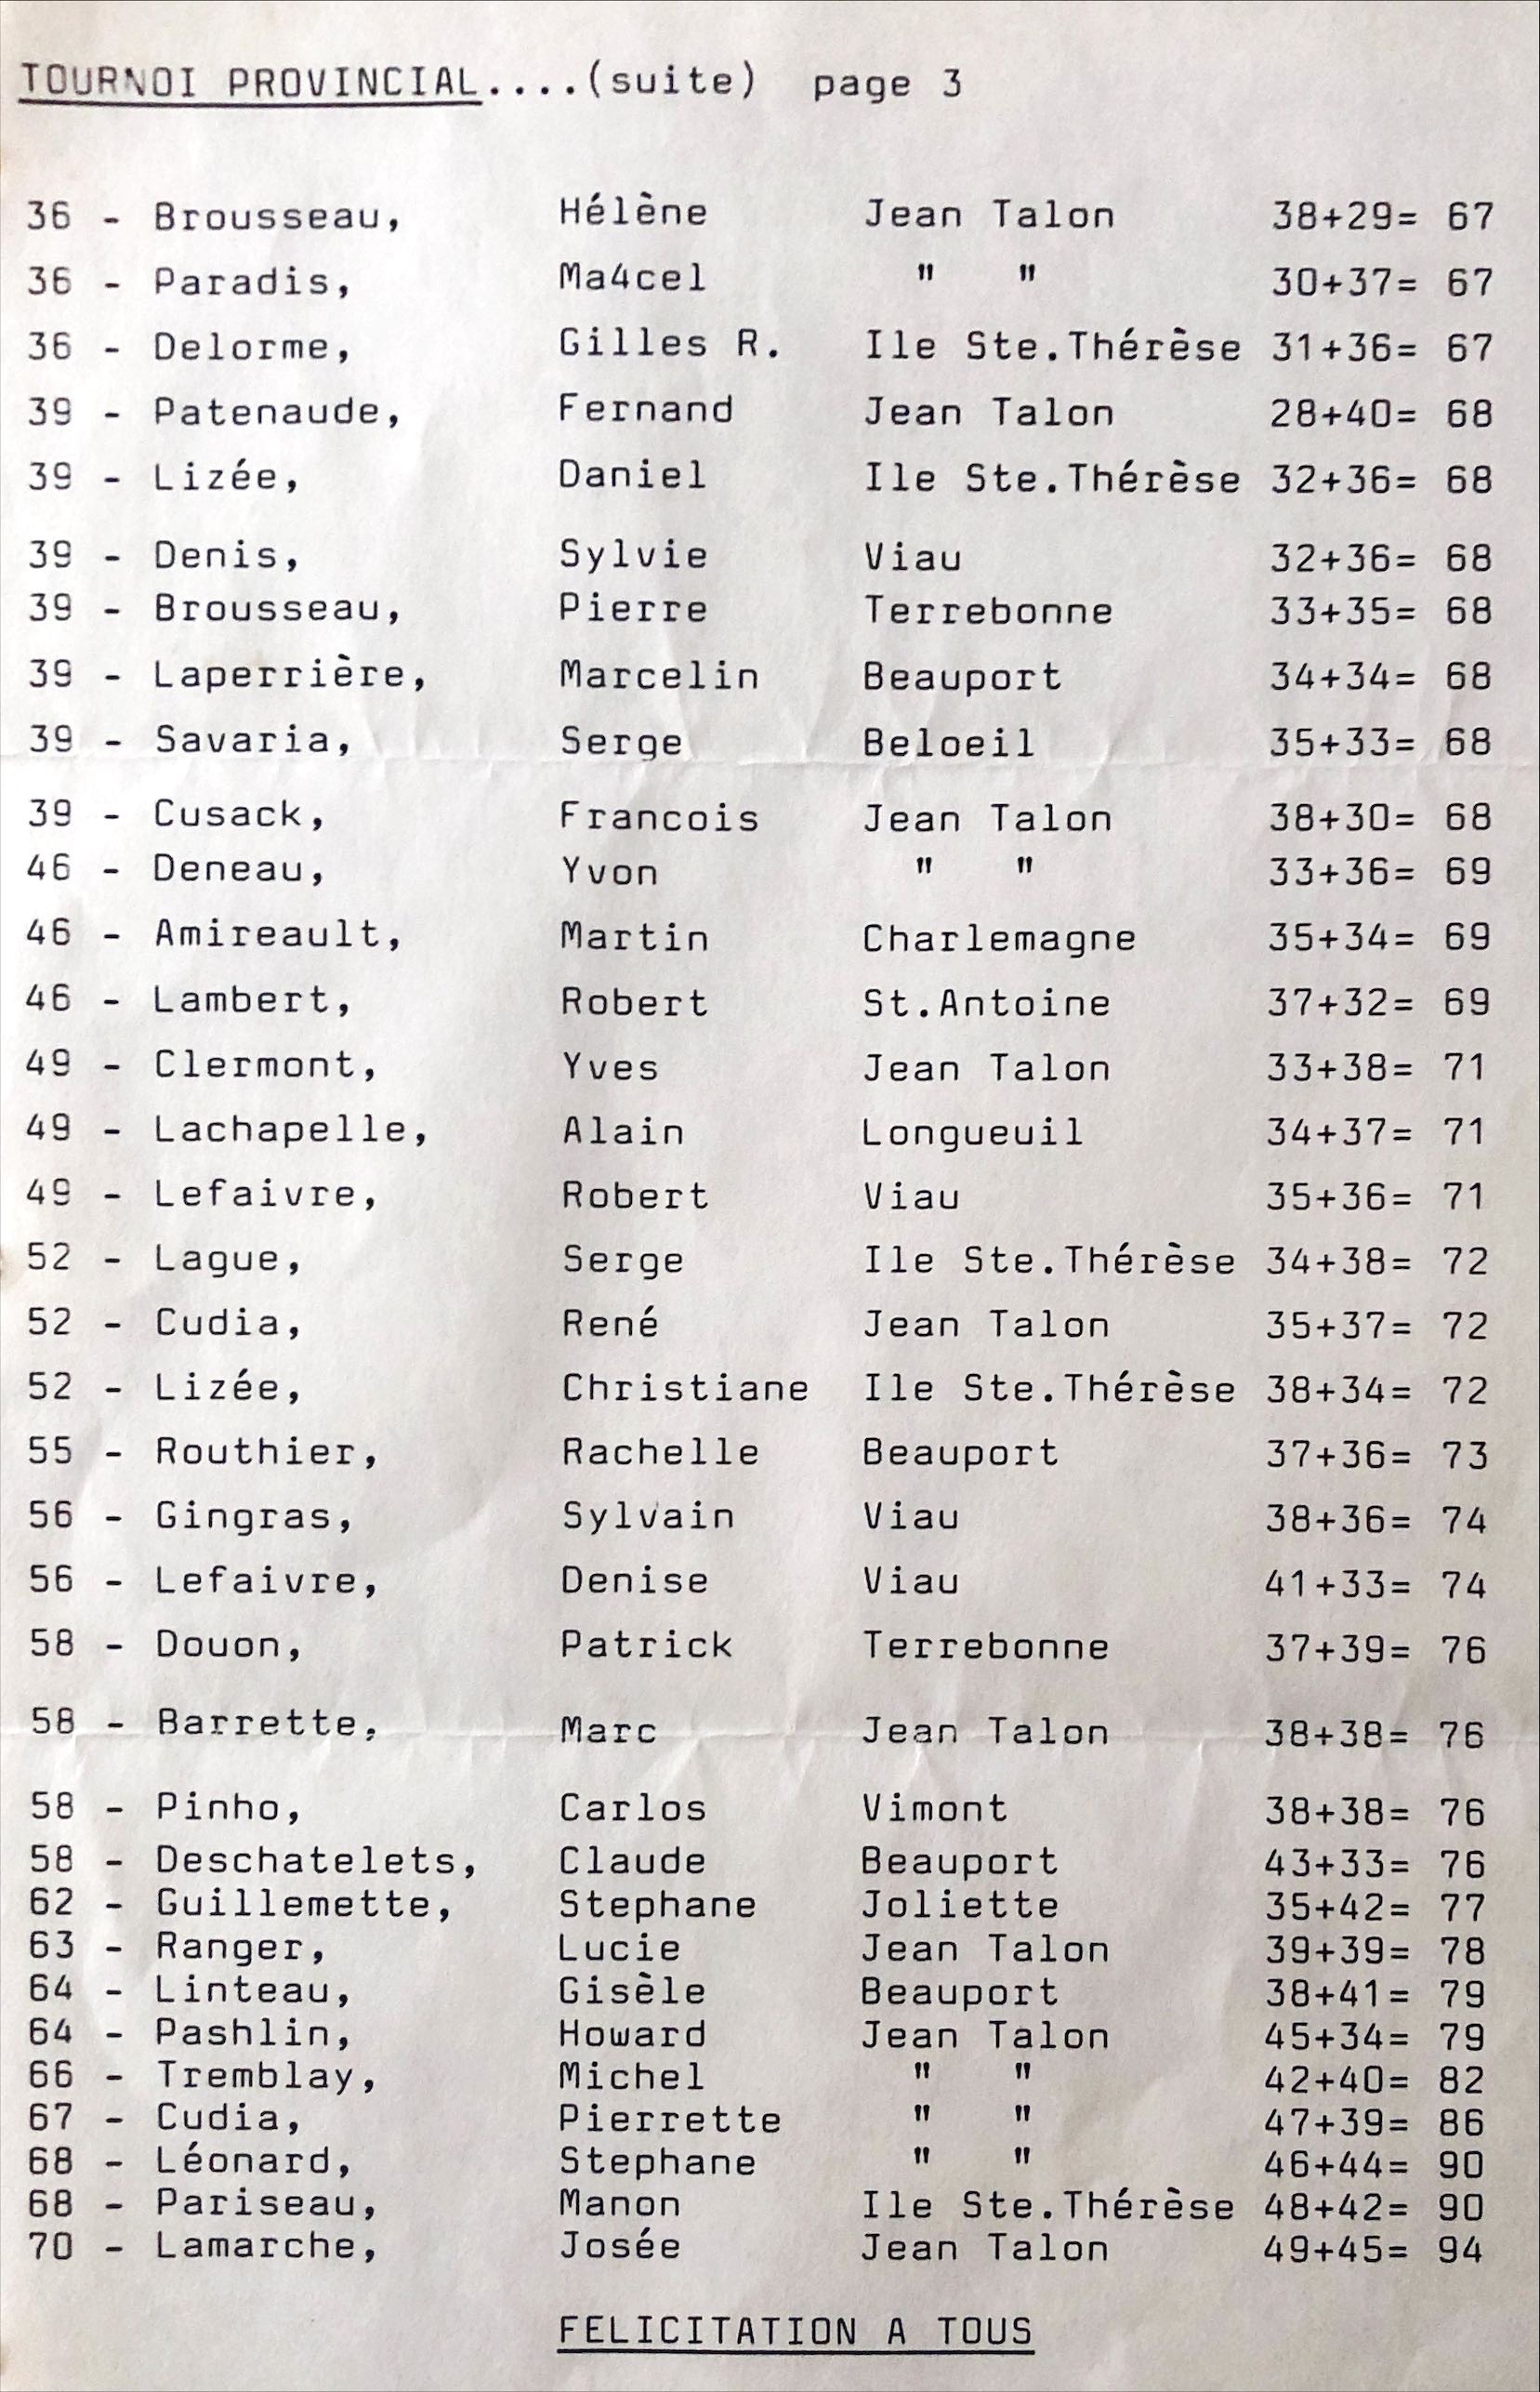 TOURNOI PROVINCIAL....(suite) page 3
36 - Brousseau, Hélène Jean Talon 38+29= 67
36 - Paradis, Ma4cel " " 30+37= 67
36 - Delorme, Gilles R. Ile Ste.Thérèse 31+36= 67
39 - Patenaude, Fernand Jean Talon 28+40= 68
39 - Lizée, Daniel Ile Ste.Thérèse 32+36= 68
39 - Denis, Sylvie Viau 32+36= 68
39 - Brousseau, Pierre Terrebonne 33+35= 68
39 - Laperrière, Marcelin Beauport 34+34= 68
39 - Savaria, Serge Beloeil 35+33= 68
39 - Cusack, Francois Jean Talon 38+30= 68
46 - Deneau, Yvon " " 33+36= 69
46 - Amireault, Martin Charlemagne 35+34= 69
46 - Lambert, Robert St.Antoine 37+32= 69
49 - Clermont, Yves Jean Talon 33+38= 71
49 - Lachapelle, Alain Longueuil 34+37= 71
49 - Lefaivre, Robert Viau 35+36= 71
52 - Lague, Serge Ile Ste.Thérèse 34+38= 72
52 - Cudia, René Jean Talon 35+37= 72
52 - Lizée, Christiane Ile Ste.Thérèse 38+34= 72
55 - Routhier, Rachelle Beauport 37+36= 73
56 - Gingras, Sylvain Viau 38+36= 74
56 - Lefaivre, Denise Viau 41+33= 74
58 - Douon, Patrick Terrebonne 37+39= 76
58 - Barrette, Marc Jean Talon 38+38= 76
58 - Pinho, Carlos Vimont 38+38= 76
58 - Deschatelets, Claude Beauport 43+33= 76
62 - Guillemette, Stephane Joliette 35+42= 77
63 - Ranger, Lucie Jean Talon 39+39= 78
64 - Linteau, Gisèle Beauport 38+41= 79
64 - Pashlin, Howard Jean Talon 45+34= 79
66 - Tremblay, Michel " " 42+40= 82
67 - Cudia, Pierrette " " 47+39= 86
68 - Léonard, Stephane " " 46+44= 90
68 - Pariseau, Manon Ile Ste.Thérèse 48+42= 90
70 - Lamarche, Josée Jean Talon 49+45= 94
FELICITATION A TOUS